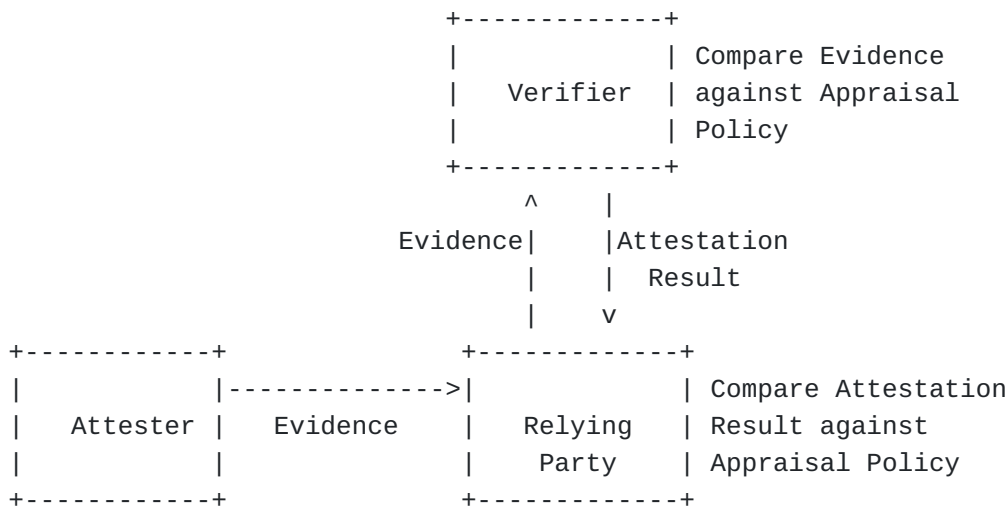 Compare Evidence
Verifier against Appraisal
Policy
Evidence Attestation
Result
Compare Attestation
Attester Evidence Relying Result against
Party Appraisal Policy